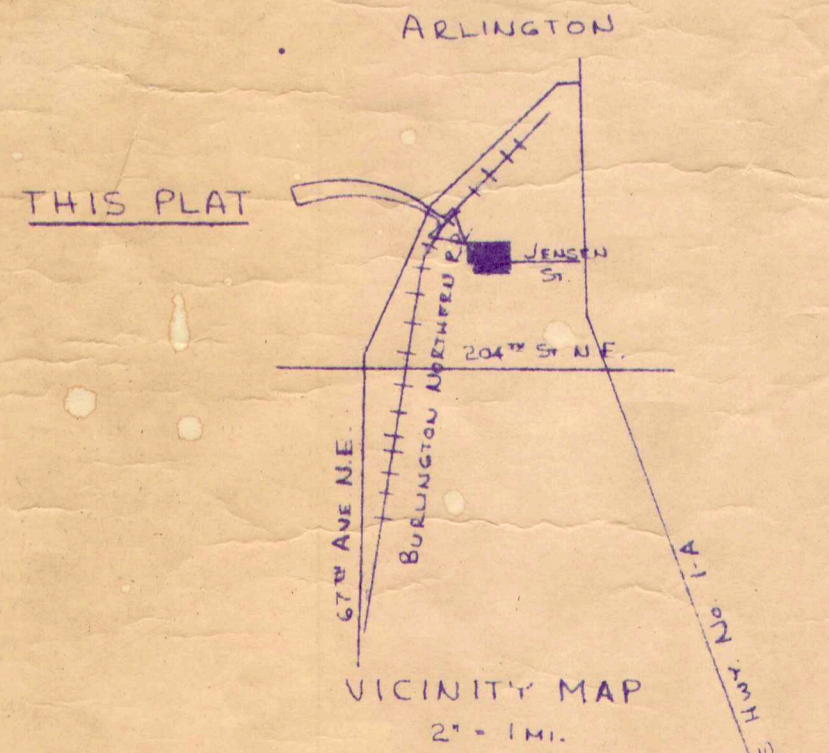 ARLINGTON
THIS PLAT
JENSEN
ST.
204TH ST N.E.
BURLINGTON NORTHERN R.R.
67TH AVE N.E.
HWY. NO. 1-A
VICINITY MAP
2" = 1 MI.